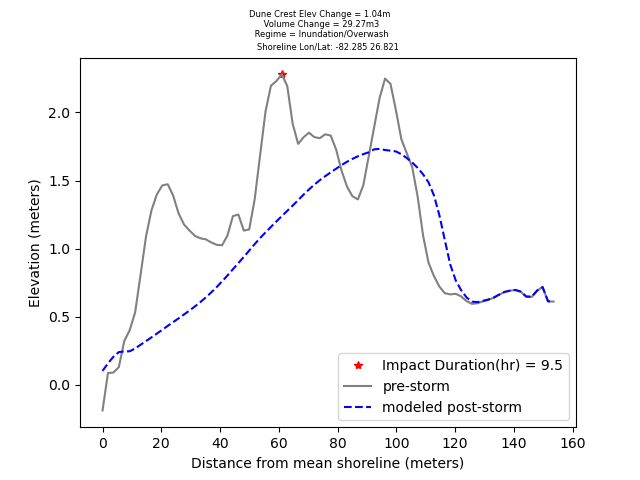 Dune Crest Elev Change = 1.04m
Volume Change = 29.27m3
Regime = Inundation/Overwash
Shoreline Lon/Lat: -82.285 26.821
2.0
1.5
1.0
0.5
0.0
Elevation (meters)
Impact Duration(hr) = 9.5
pre-storm
modeled post-storm
0 20 40 60 80 100 120 140 160
Distance from mean shoreline (meters)